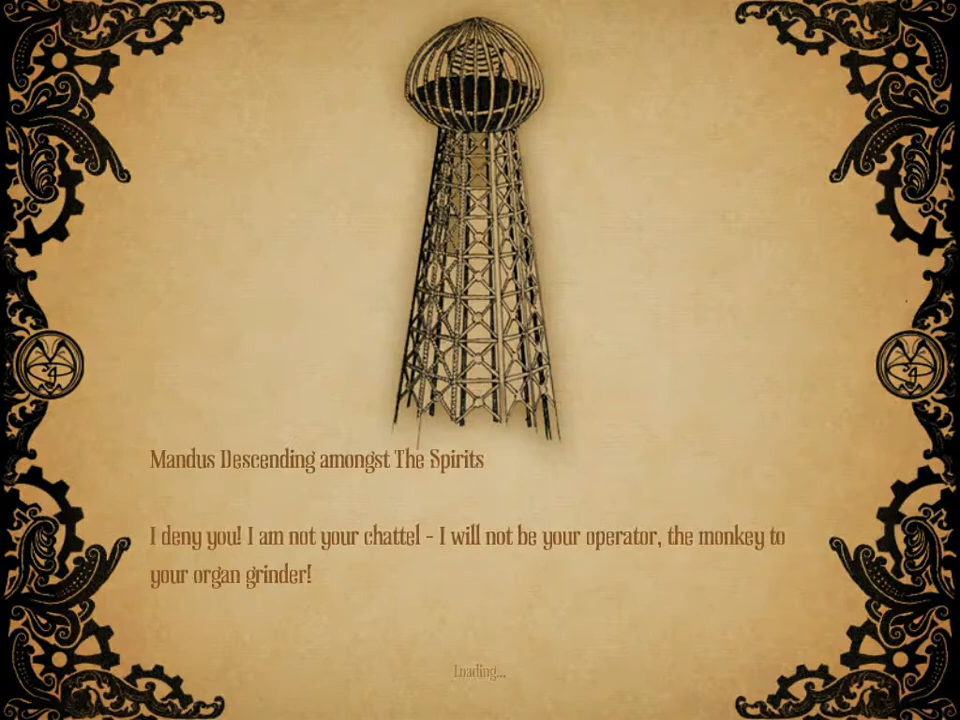 Mandus Descending amongst The Spirits
I deny you! I am not your chattel - I will not be your operator, the monkey to
your organ grinder!
Loading...